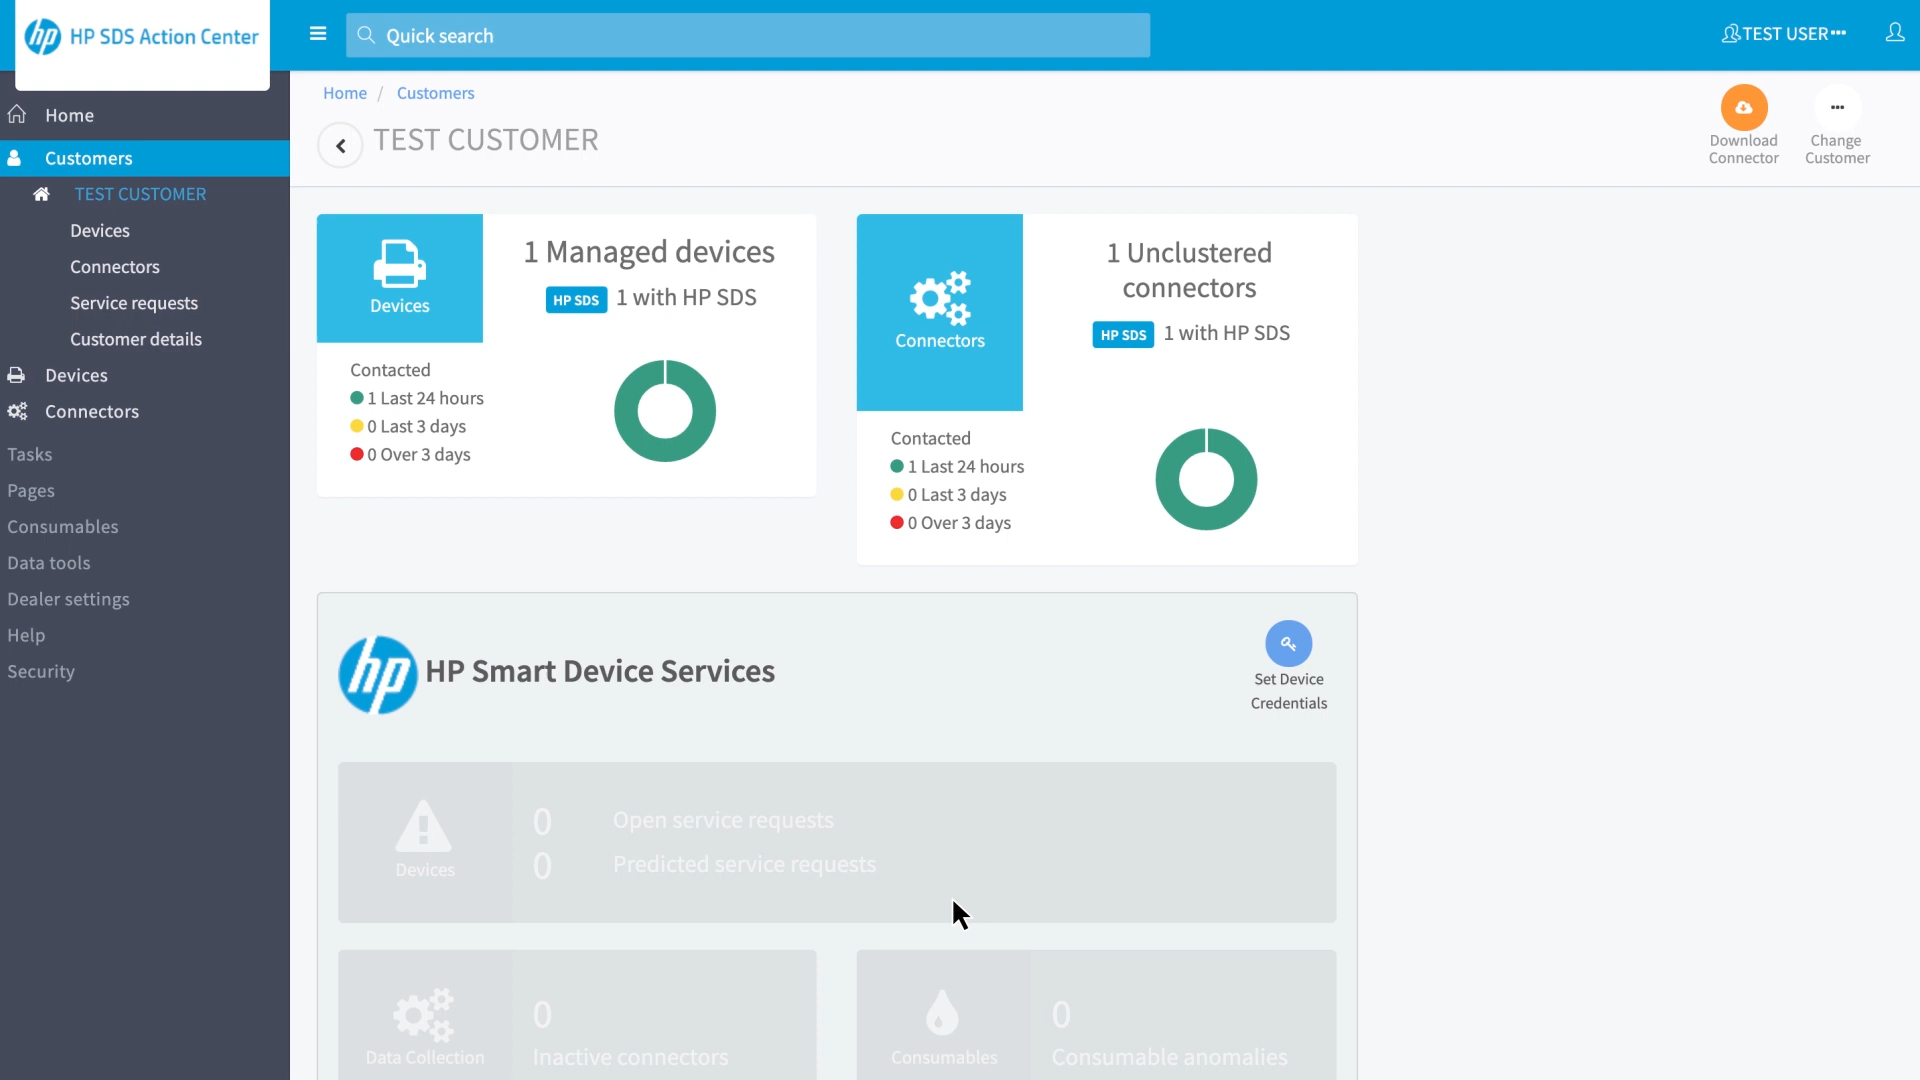 hp HP SDS Action Center
Quick search
TEST USER
Home
Customers
TEST CUSTOMER
Devices
Connectors
Service requests
Customer details
Devices
Connectors
Tasks
Pages
Consumables
Data tools
Dealer settings
Help
Security
Home / Customers
TEST CUSTOMER
Download
Connector
Change
Customer
Devices
1 Managed devices
HP SDS 1 with HP SDS
Contacted
1 Last 24 hours
0 Last 3 days
0 Over 3 days
Connectors
1 Unclustered
connectors
HP SDS 1 with HP SDS
Contacted
1 Last 24 hours
0 Last 3 days
0 Over 3 days
hp HP Smart Device Services
Set Device
Credentials
Devices
0 Open service requests
0 Predicted service requests
Data Collection
0
Inactive connectors
Consumables
0
Consumable anomalies